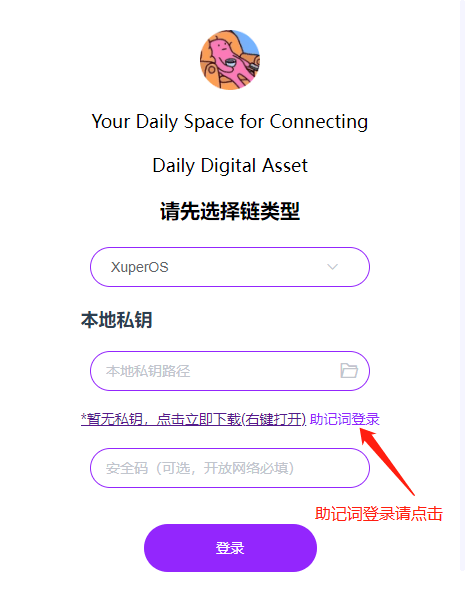 Your Daily Space for Connecting
Daily Digital Asset
请先选择链类型
XuperOS
本地私钥
本地私钥路径
*暂无私钥，点击立即下载(右键打开) 助记词登录
安全码（可选，开放网络必填）
助记词登录请点击
登录